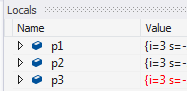 Locals
Name Value
p1 {i=3 s=-
p2 {i=3 s=-
p3 {i=3 s=-